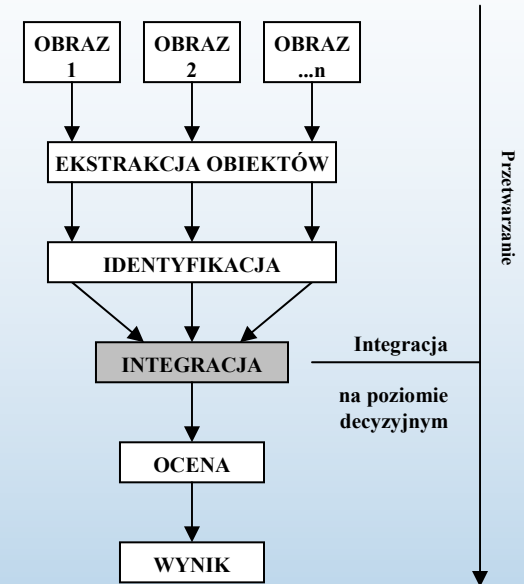 OBRAZ
1
OBRAZ
2
OBRAZ
...n
EKSTRAKCJA OBIEKTÓW
IDENTYFIKACJA
INTEGRACJA
Integracja
na poziomie
decyzyjnym
OCENA
WYNIK
Przetwarzanie